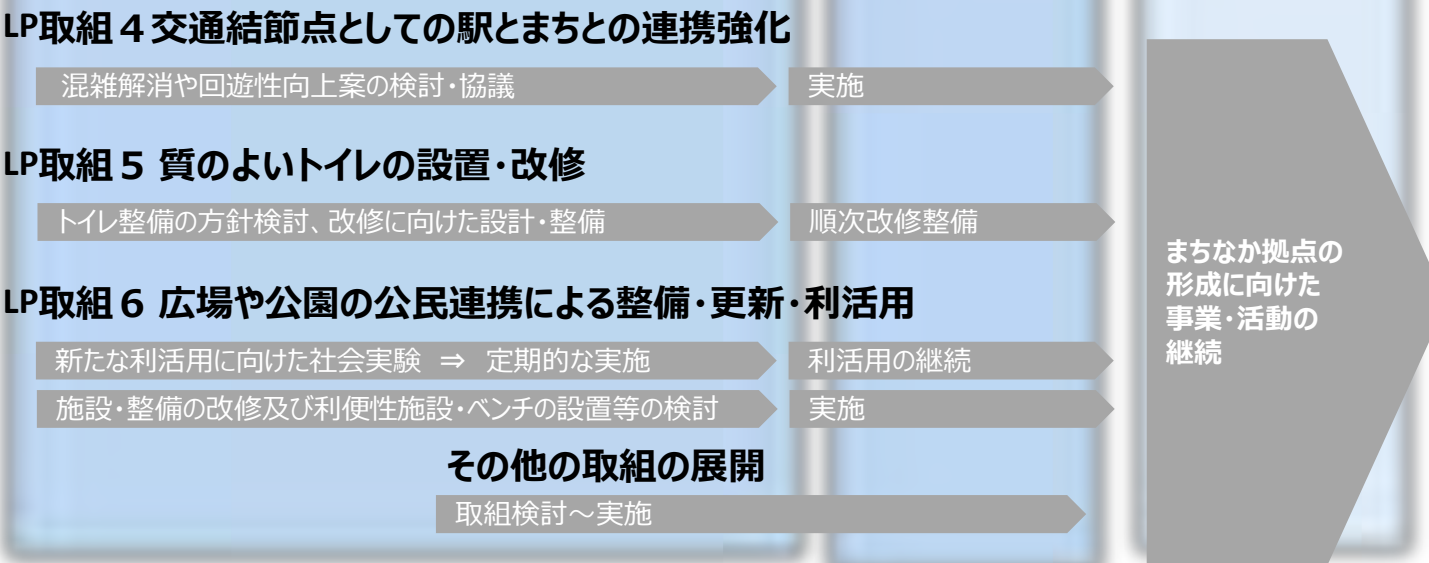 LP取組４交通結節点としての駅とまちとの連携強化
混雑解消や回遊性向上案の検討・協議
実施
LP取組５ 質のよいトイレの設置・改修
トイレ整備の方針検討、改修に向けた設計・整備
順次改修整備
LP取組６ 広場や公園の公民連携による整備・更新・利活用
新たな利活用に向けた社会実験 ⇒ 定期的な実施
利活用の継続
施設・整備の改修及び利便性施設・ベンチの設置等の検討
実施
その他の取組の展開
取組検討～実施
まちなか拠点の
形成に向けた
事業・活動の
継続